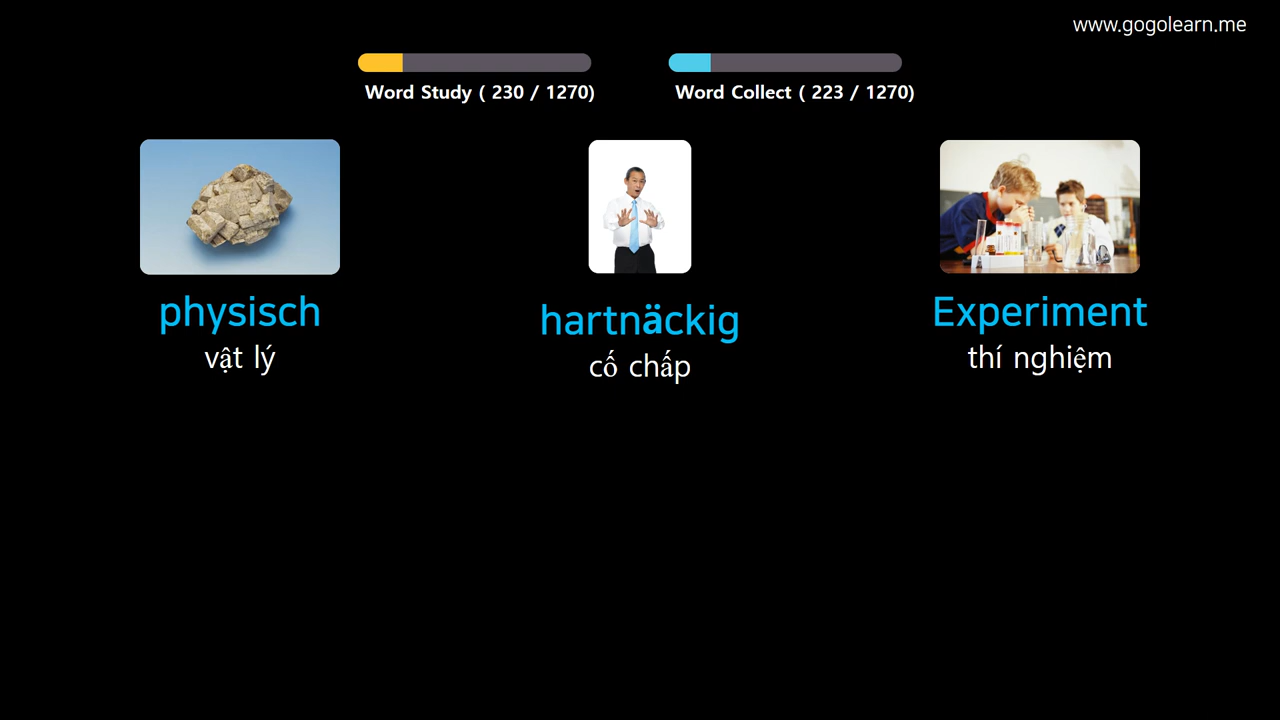 www.gogolearn.me
Word Study ( 230 / 1270)
Word Collect ( 223 / 1270)
physisch
vật lý
hartnäckig
cố chấp
Experiment
thí nghiệm